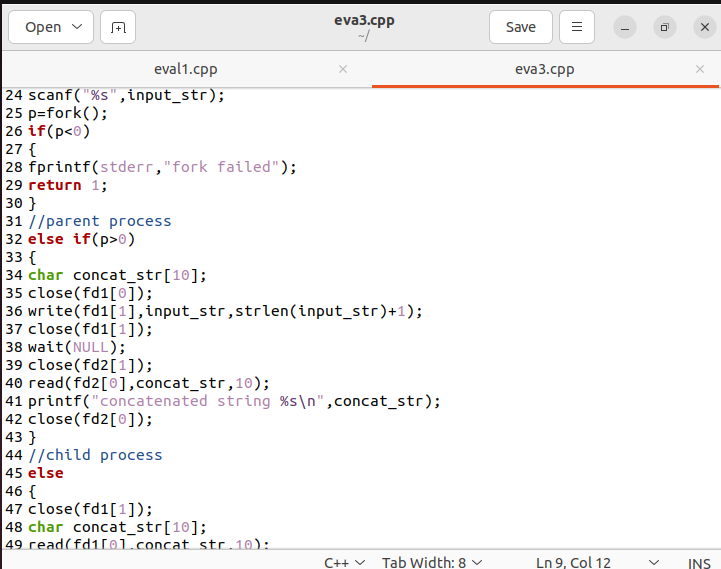 Open
eva3.cpp
~/
Save
eval1.cpp
eva3.cpp
24 scanf("%s",input_str);
25 p=fork();
26 if(p<0)
27 {
28 fprintf(stderr,"fork failed");
29 return 1;
30 }
31 //parent process
32 else if(p>0)
33 {
34 char concat_str[10];
35 close(fd1[0]);
36 write(fd1[1],input_str,strlen(input_str)+1);
37 close(fd1[1]);
38 wait(NULL);
39 close(fd2[1]);
40 read(fd2[0],concat_str,10);
41 printf("concatenated string %s\n",concat_str);
42 close(fd2[0]);
43 }
44 //child process
45 else
46 {
47 close(fd1[1]);
48 char concat_str[10];
49 read(fd1[0],concat_str,10);
C++ Tab Width: 8 Ln 9, Col 12 INS